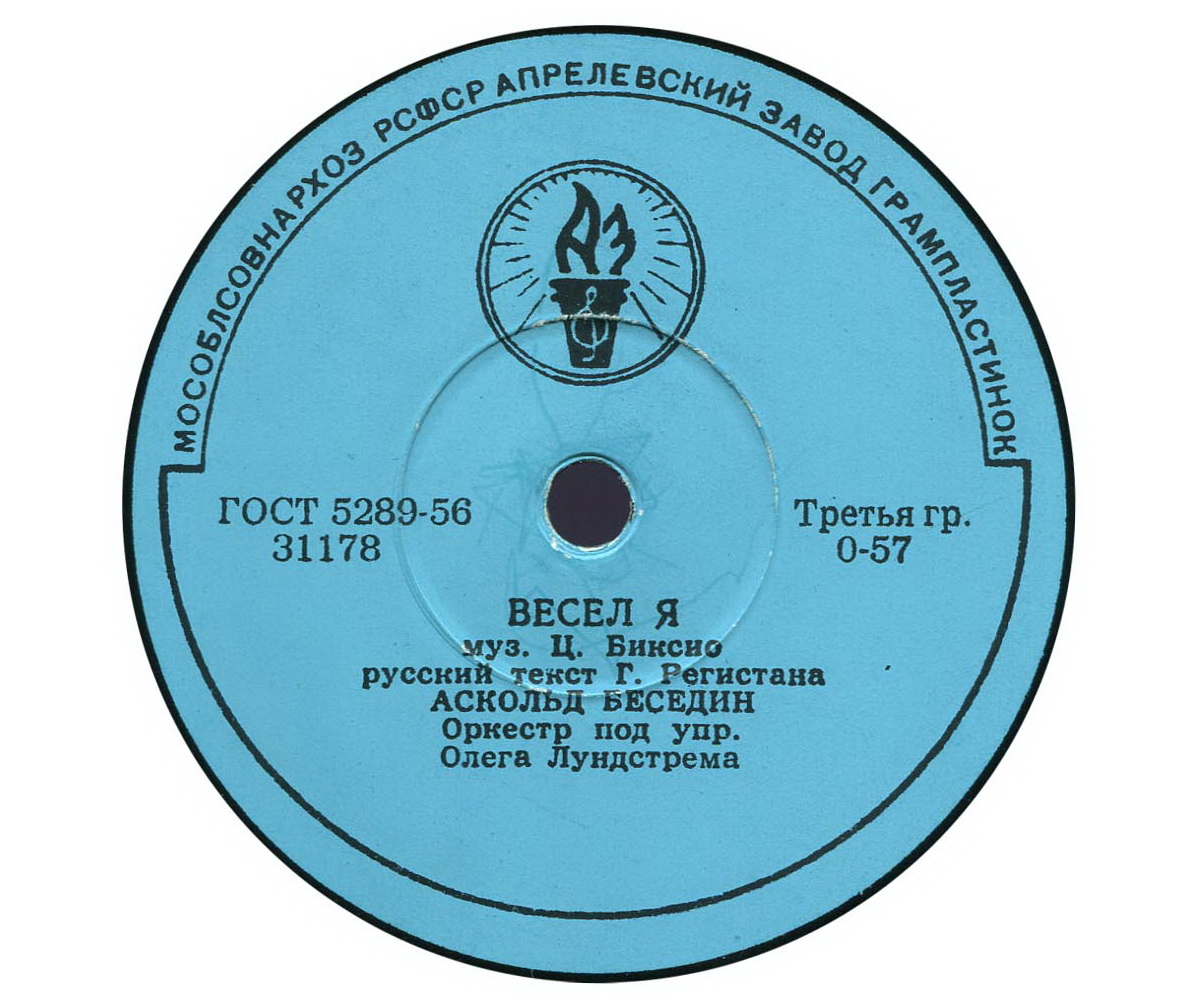 МОСОБЛСОВНАРХОЗ РСФСР АПРЕЛЕВСКИЙ ЗАВОД ГРАМПЛАСТИНОК
АЗ
ГОСТ 5289-56
31178
Третья гр.
0-57
ВЕСЕЛ Я
муз. Ц. Биксио
русский текст Г. Регистана
АСКОЛЬД БЕСЕДИН
Оркестр под упр.
Олега Лундстрема